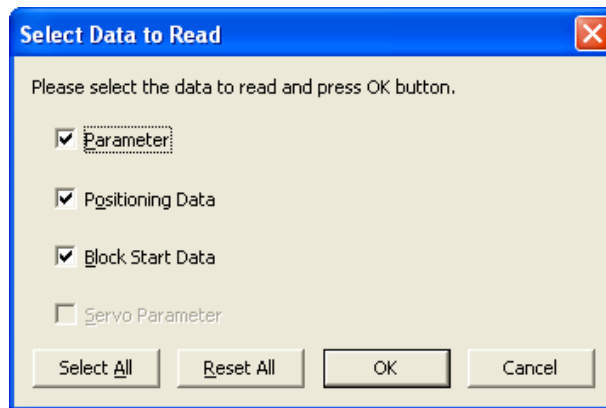 Select Data to Read
Please select the data to read and press OK button.
Parameter
Positioning Data
Block Start Data
Servo Parameter
Select All Reset All OK Cancel